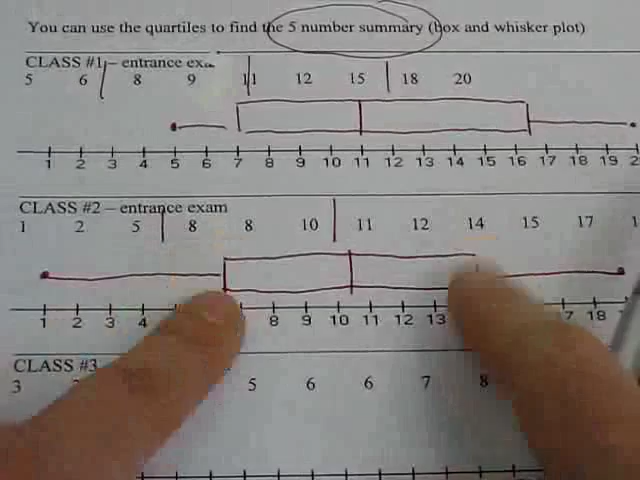 You can use the quartiles to find the 5 number summary (box and whisker plot)
CLASS #1 – entrance
5 6 8 9 11 12 15 18 20
1 2 3 4 5 6 7 8 9 10 11 12 13 14 15 16 17 18 19
CLASS #2 – entrance exam
1 2 5 8 8 10 11 12 14 15 17
1 2 3 4 8 9 10 11 12 13 18
CLASS #3
3 5 6 6 7 8